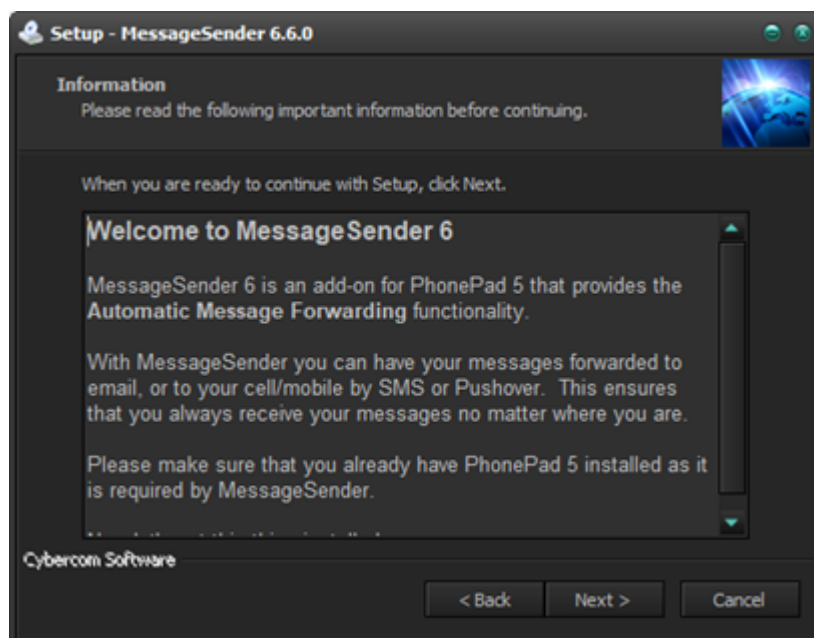 Setup - MessageSender 6.6.0
Information
Please read the following important information before continuing.
When you are ready to continue with Setup, click Next.
Welcome to MessageSender 6
MessageSender 6 is an add-on for PhonePad 5 that provides the
Automatic Message Forwarding functionality.
With MessageSender you can have your messages forwarded to
email, or to your cell/mobile by SMS or Pushover.  This ensures
that you always receive your messages no matter where you are.
Please make sure that you already have PhonePad 5 installed as it
is required by MessageSender.
Cybercom Software
< Back
Next >
Cancel